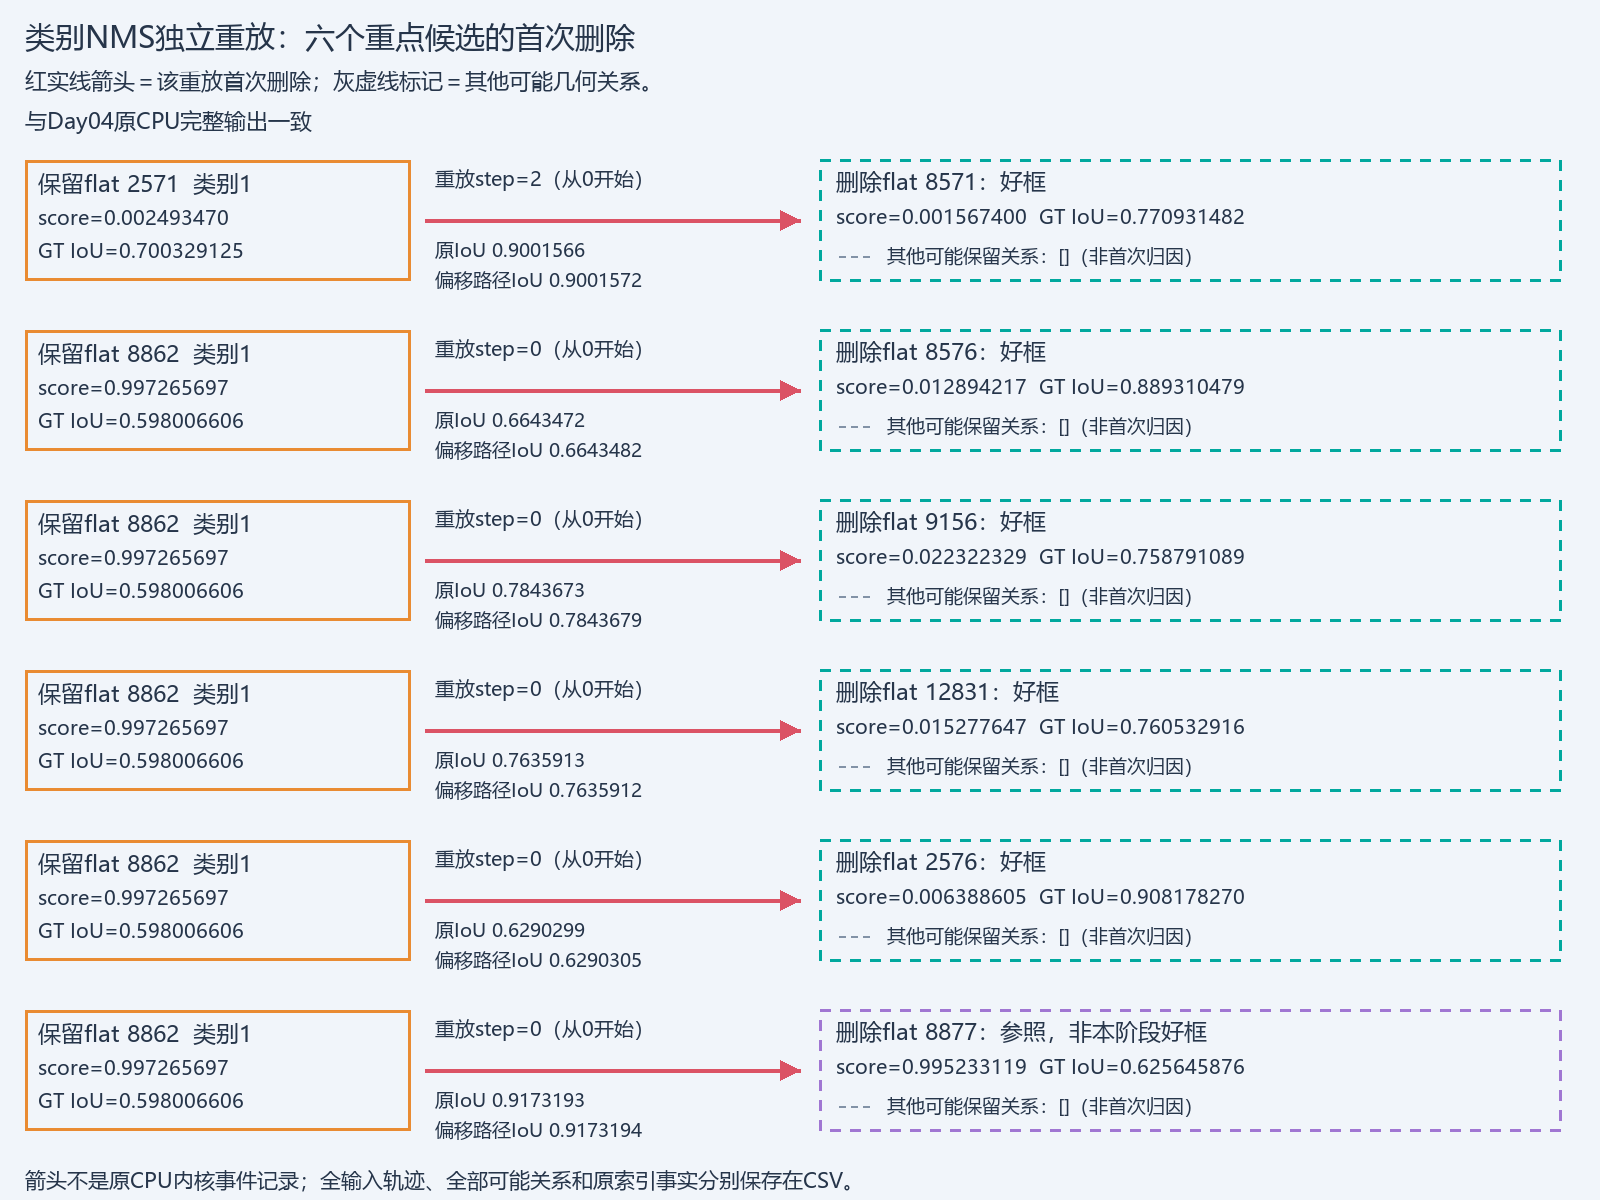 类别NMS独立重放：六个重点候选的首次删除
红实线箭头＝该重放首次删除；灰虚线标记＝其他可能几何关系。
与Day04原CPU完整输出一致
保留flat 2571  类别1
score=0.002493470
GT IoU=0.700329125
重放step=2（从0开始）
原IoU 0.9001566
偏移路径IoU 0.9001572
删除flat 8571：好框
score=0.001567400  GT IoU=0.770931482
--- 其他可能保留关系：[]（非首次归因）
保留flat 8862  类别1
score=0.997265697
GT IoU=0.598006606
重放step=0（从0开始）
原IoU 0.6643472
偏移路径IoU 0.6643482
删除flat 8576：好框
score=0.012894217  GT IoU=0.889310479
--- 其他可能保留关系：[]（非首次归因）
保留flat 8862  类别1
score=0.997265697
GT IoU=0.598006606
重放step=0（从0开始）
原IoU 0.7843673
偏移路径IoU 0.7843679
删除flat 9156：好框
score=0.022322329  GT IoU=0.758791089
--- 其他可能保留关系：[]（非首次归因）
保留flat 8862  类别1
score=0.997265697
GT IoU=0.598006606
重放step=0（从0开始）
原IoU 0.7635913
偏移路径IoU 0.7635912
删除flat 12831：好框
score=0.015277647  GT IoU=0.760532916
--- 其他可能保留关系：[]（非首次归因）
保留flat 8862  类别1
score=0.997265697
GT IoU=0.598006606
重放step=0（从0开始）
原IoU 0.6290299
偏移路径IoU 0.6290305
删除flat 2576：好框
score=0.006388605  GT IoU=0.908178270
--- 其他可能保留关系：[]（非首次归因）
保留flat 8862  类别1
score=0.997265697
GT IoU=0.598006606
重放step=0（从0开始）
原IoU 0.9173193
偏移路径IoU 0.9173194
删除flat 8877：参照，非本阶段好框
score=0.995233119  GT IoU=0.625645876
--- 其他可能保留关系：[]（非首次归因）
箭头不是原CPU内核事件记录；全输入轨迹、全部可能关系和原索引事实分别保存在CSV。